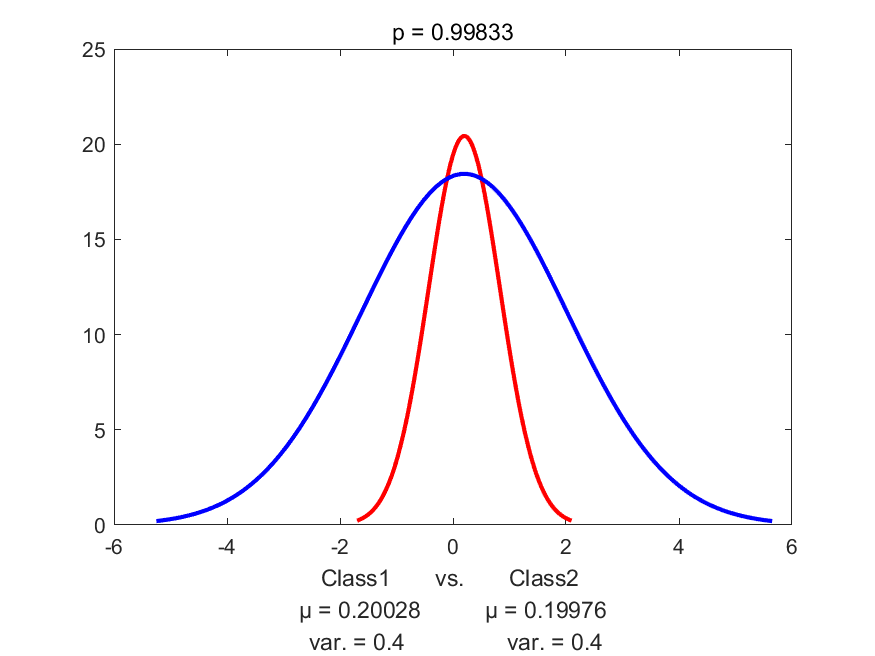 p = 0.99833
25
20
15
10
5
0
-6 -4 -2 0 2 4 6
Class1 vs. Class2
μ = 0.20028 μ = 0.19976
var. = 0.4 var. = 0.4